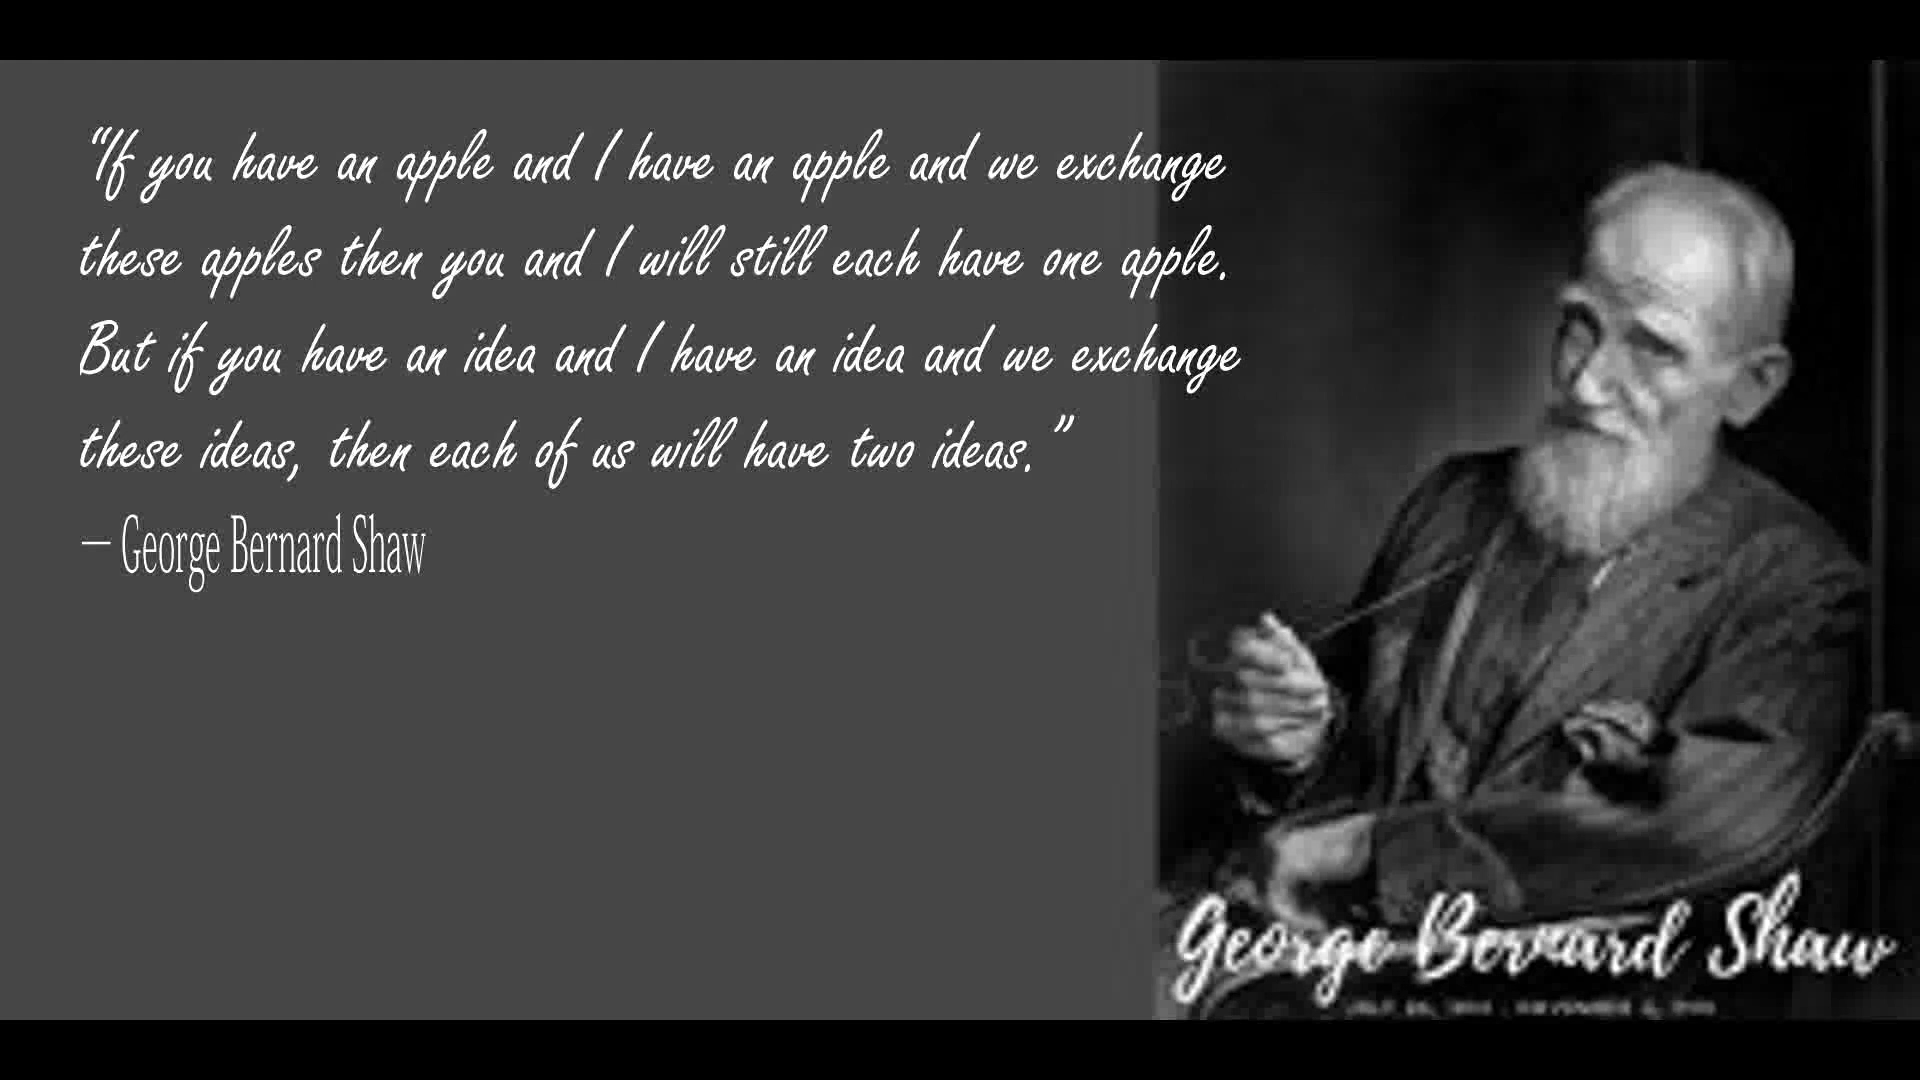 “If you have an apple and I have an apple and we exchange
these apples then you and I will still each have one apple.
But if you have an idea and I have an idea and we exchange
these ideas, then each of us will have two ideas.”
— George Bernard Shaw
George Bernard Shaw